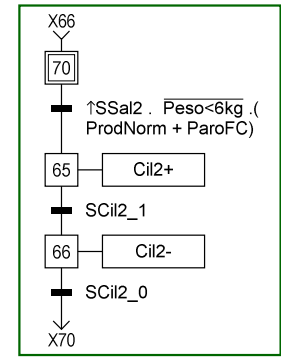 X66
70
↑SSal2 . Peso<6kg .(
ProdNorm + ParoFC)
65
Cil2+
SCil2_1
66
Cil2-
SCil2_0
X70